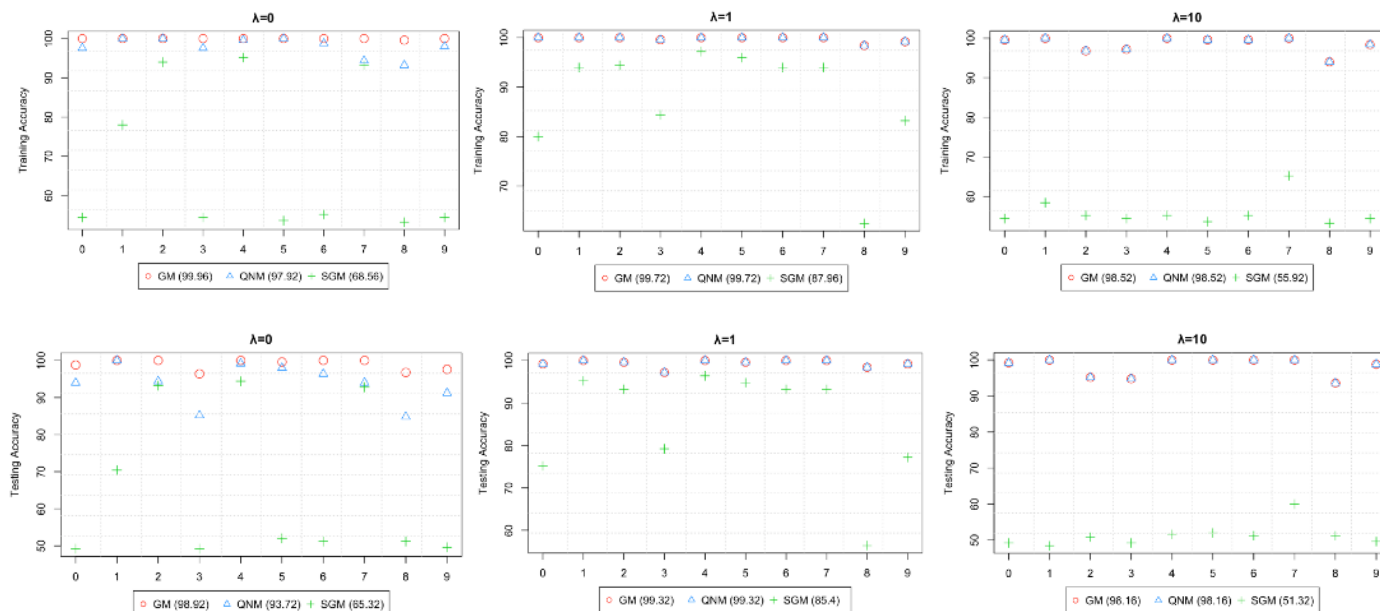 λ=0
Training Accuracy
100
90
80
70
60
0 1 2 3 4 5 6 7 8 9
GM (99.96) QNM (97.92) SGM (68.56)
λ=1
Training Accuracy
100
90
80
70
0 1 2 3 4 5 6 7 8 9
GM (99.72) QNM (99.72) SGM (87.96)
λ=10
Training Accuracy
100
90
80
70
60
0 1 2 3 4 5 6 7 8 9
GM (98.52) QNM (98.52) SGM (55.92)
λ=0
Testing Accuracy
100
90
80
70
60
50
0 1 2 3 4 5 6 7 8 9
GM (98.92) QNM (93.72) SGM (65.32)
λ=1
Testing Accuracy
100
90
80
70
60
0 1 2 3 4 5 6 7 8 9
GM (99.32) QNM (99.32) SGM (85.4)
λ=10
Testing Accuracy
100
90
80
70
60
50
0 1 2 3 4 5 6 7 8 9
GM (98.16) QNM (98.16) SGM (51.32)